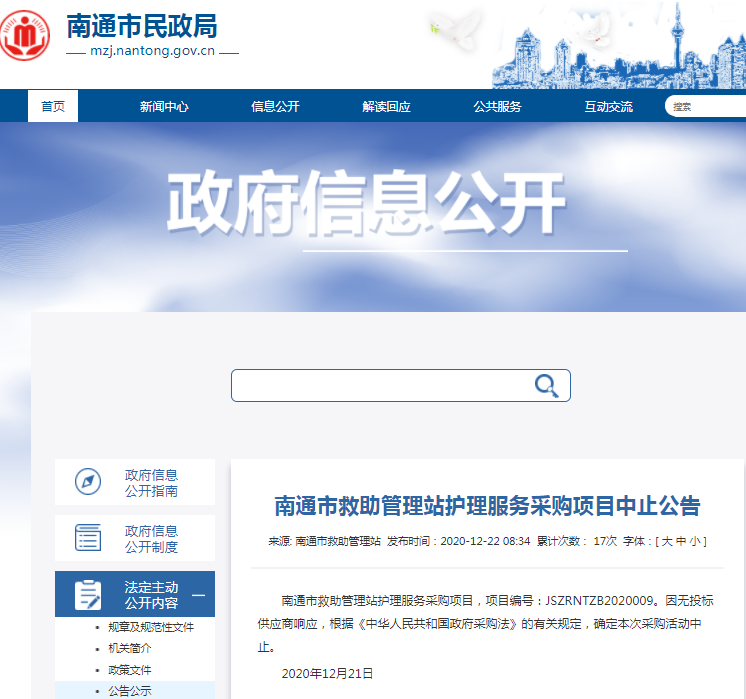 南通市民政局
mzj.nantong.gov.cn
首页 新闻中心 信息公开 解读回应 公共服务 互动交流 搜索
政府信息公开
政府信息
公开指南
政府信息
公开制度
法定主动
公开内容
规章及规范性文件
机关简介
政策文件
公告公示
南通市救助管理站护理服务采购项目中止公告
来源: 南通市救助管理站 发布时间：2020-12-22 08:34 累计次数： 17次 字体：[ 大 中 小 ]
南通市救助管理站护理服务采购项目，项目编号：JSZRNTZB2020009。因无投标
供应商响应，根据《中华人民共和国政府采购法》的有关规定，确定本次采购活动中
止。
2020年12月21日